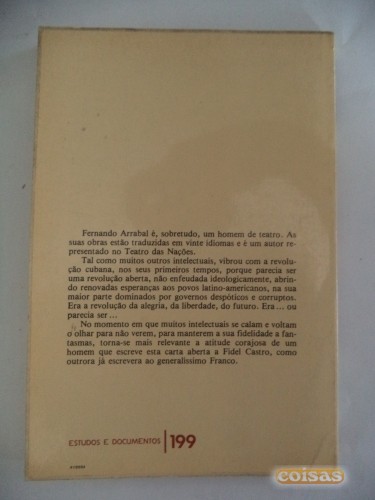 Fernando Arrabal é, sobretudo, um homem de teatro. As
suas obras estão traduzidas em vinte idiomas e é um autor re-
presentado no Teatro das Nações.
Tal como muitos outros intelectuais, vibrou com a revolu-
ção cubana, nos seus primeiros tempos, porque parecia ser
uma revolução aberta, não enfeudada ideologicamente, abrin-
do renovadas esperanças aos povos latino-americanos, na sua
maior parte dominados por governos despóticos e corruptos.
Era a revolução da alegria, da liberdade, do futuro. Era ... ou
parecia ser ...
No momento em que muitos intelectuais se calam e voltam
o olhar para não verem, para manterem a sua fidelidade a fan-
tasmas, torna-se mais relevante a atitude corajosa de um
homem que escreve esta carta aberta a Fidel Castro, como
outrora já escrevera ao generalíssimo Franco.
ESTUDOS E DOCUMENTOS | 199
coisas